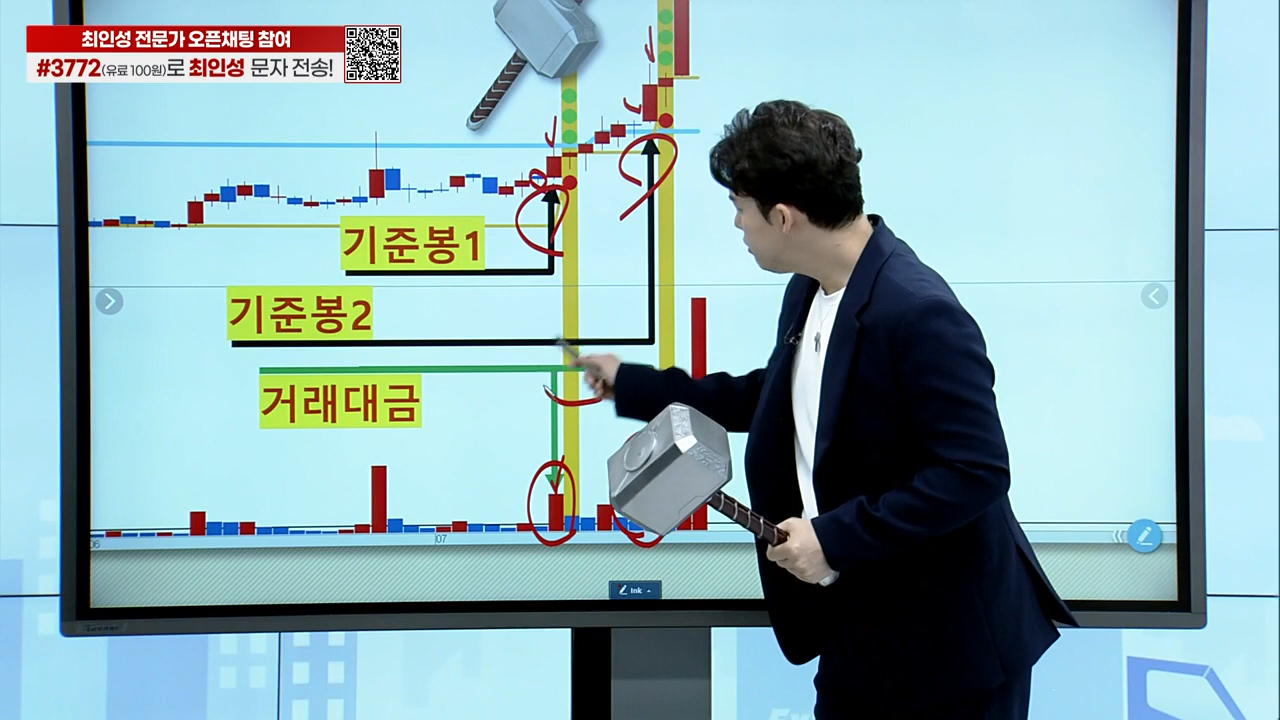 최인성 전문가 오픈채팅 참여
#3772(유료 100원)로 최인성 문자 전송!
기준봉1
기준봉2
거래대금
06
07
Ink